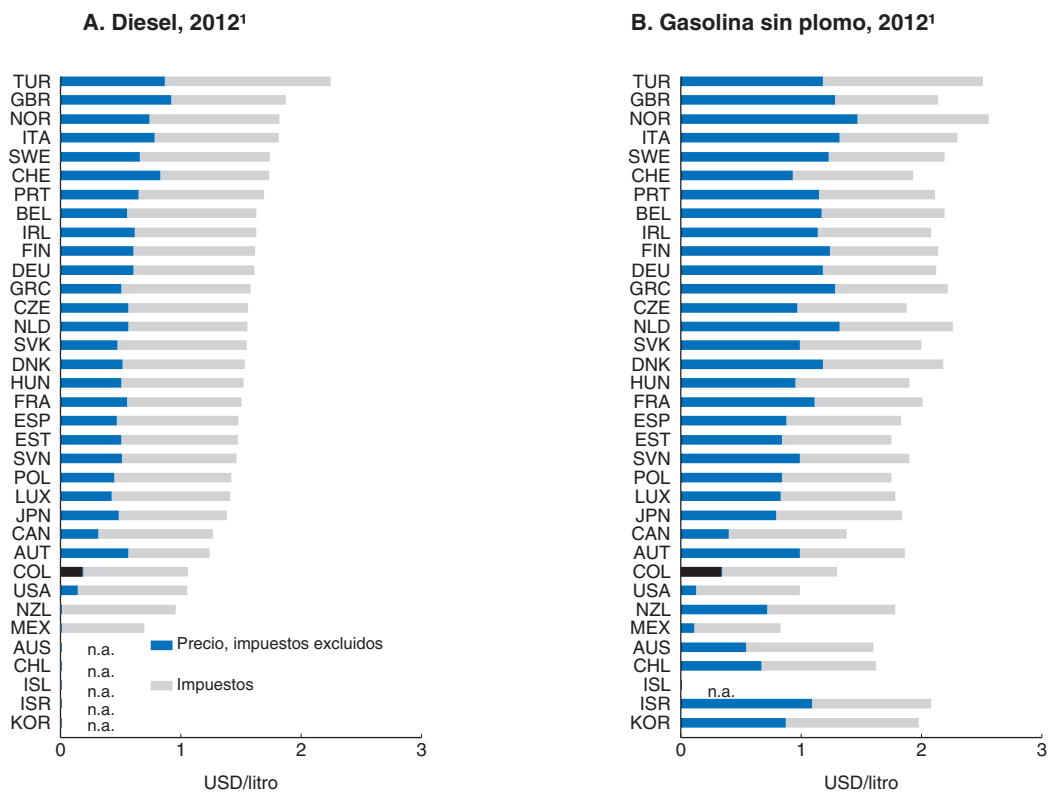 A. Diesel, 2012¹
TUR
GBR
NOR
ITA
SWE
CHE
PRT
BEL
IRL
FIN
DEU
GRC
CZE
NLD
SVK
DNK
HUN
FRA
ESP
EST
SVN
POL
LUX
JPN
CAN
AUT
COL
USA
NZL
MEX
AUS n.a.
CHL n.a.
ISL n.a.
ISR n.a.
KOR n.a.
Precio, impuestos excluidos
Impuestos
0 1 2 3
USD/litro
B. Gasolina sin plomo, 2012¹
TUR
GBR
NOR
ITA
SWE
CHE
PRT
BEL
IRL
FIN
DEU
GRC
CZE
NLD
SVK
DNK
HUN
FRA
ESP
EST
SVN
POL
LUX
JPN
CAN
AUT
COL
USA
NZL
MEX
AUS
CHL
ISL n.a.
ISR
KOR
0 1 2 3
USD/litro